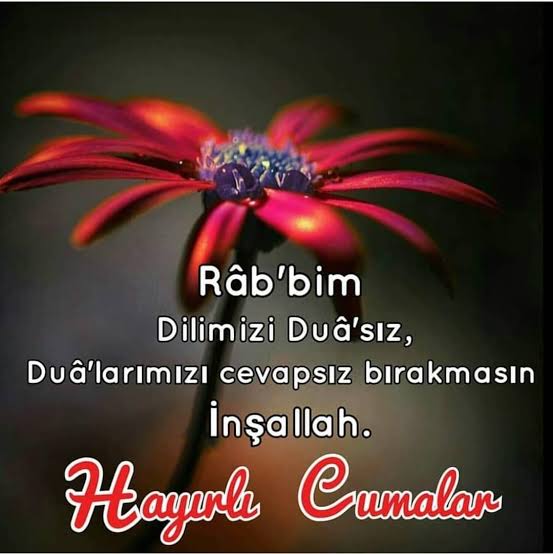 Râb'bim
Dilimizi Duâ'sız,
Duâ'larımızı cevapsız bırakmasın
İnşallah.
Hayırlı Cumalar